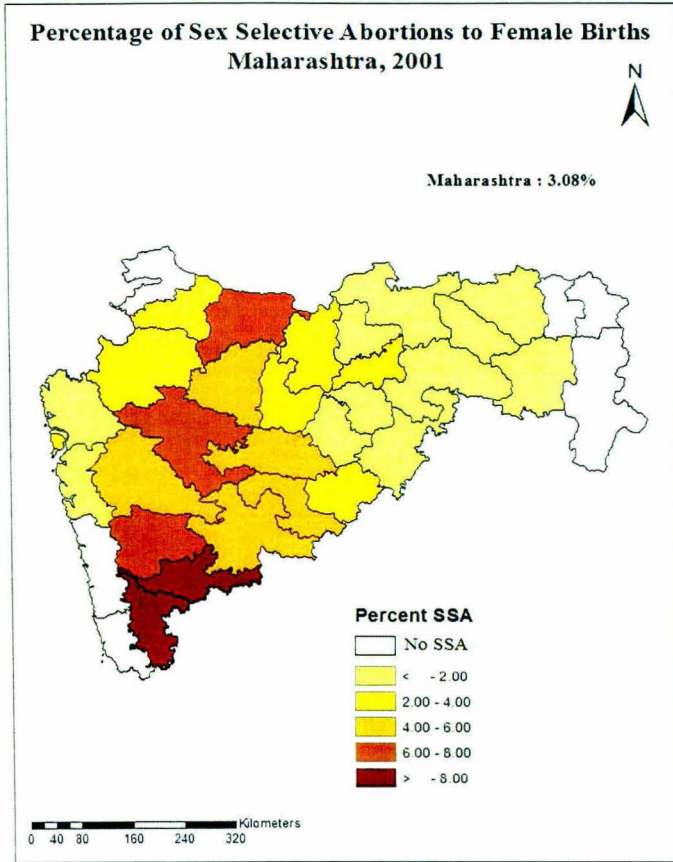 Percentage of Sex Selective Abortions to Female Births
Maharashtra, 2001
N
Maharashtra : 3.08%
Percent SSA
No SSA
< - 2.00
2.00 - 4.00
4.00 - 6.00
6.00 - 8.00
> - 8.00
Kilometers
0 20 40 80 160 240 320